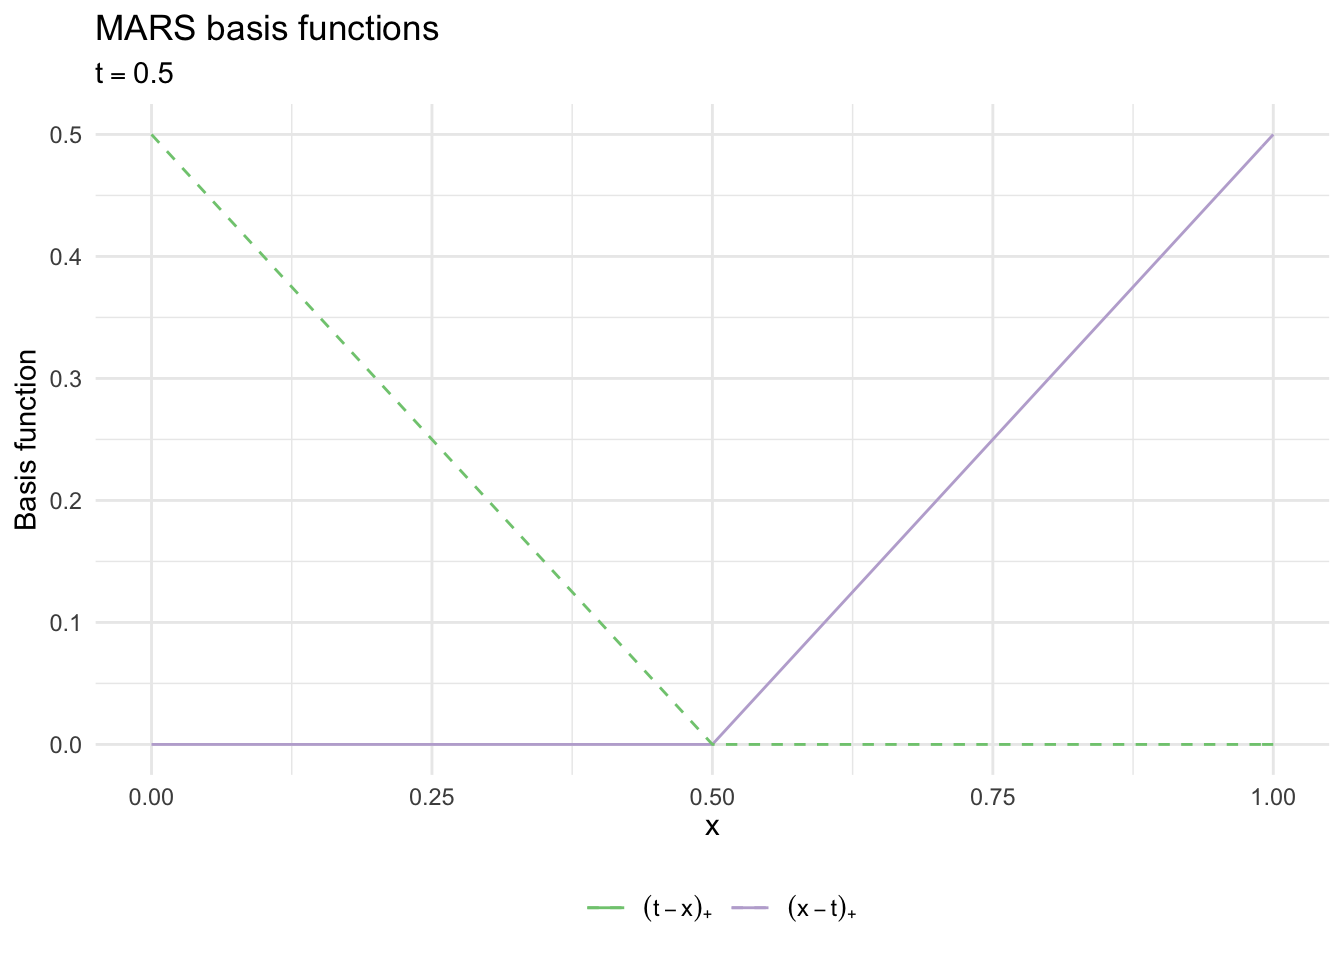 MARS basis functions
t = 0.5
Basis function
0.5
0.4
0.3
0.2
0.1
0.0
0.00 0.25 0.50 0.75 1.00
x
(t − x)₊ (x − t)₊